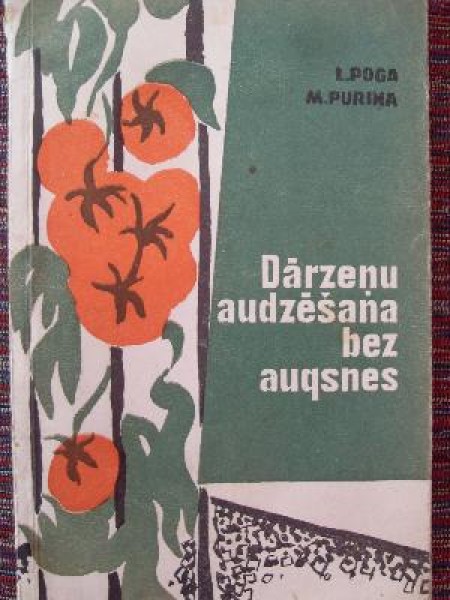 L.POGA
M.PURIŅA
Dārzeņu
audzēšana
bez
augsnes